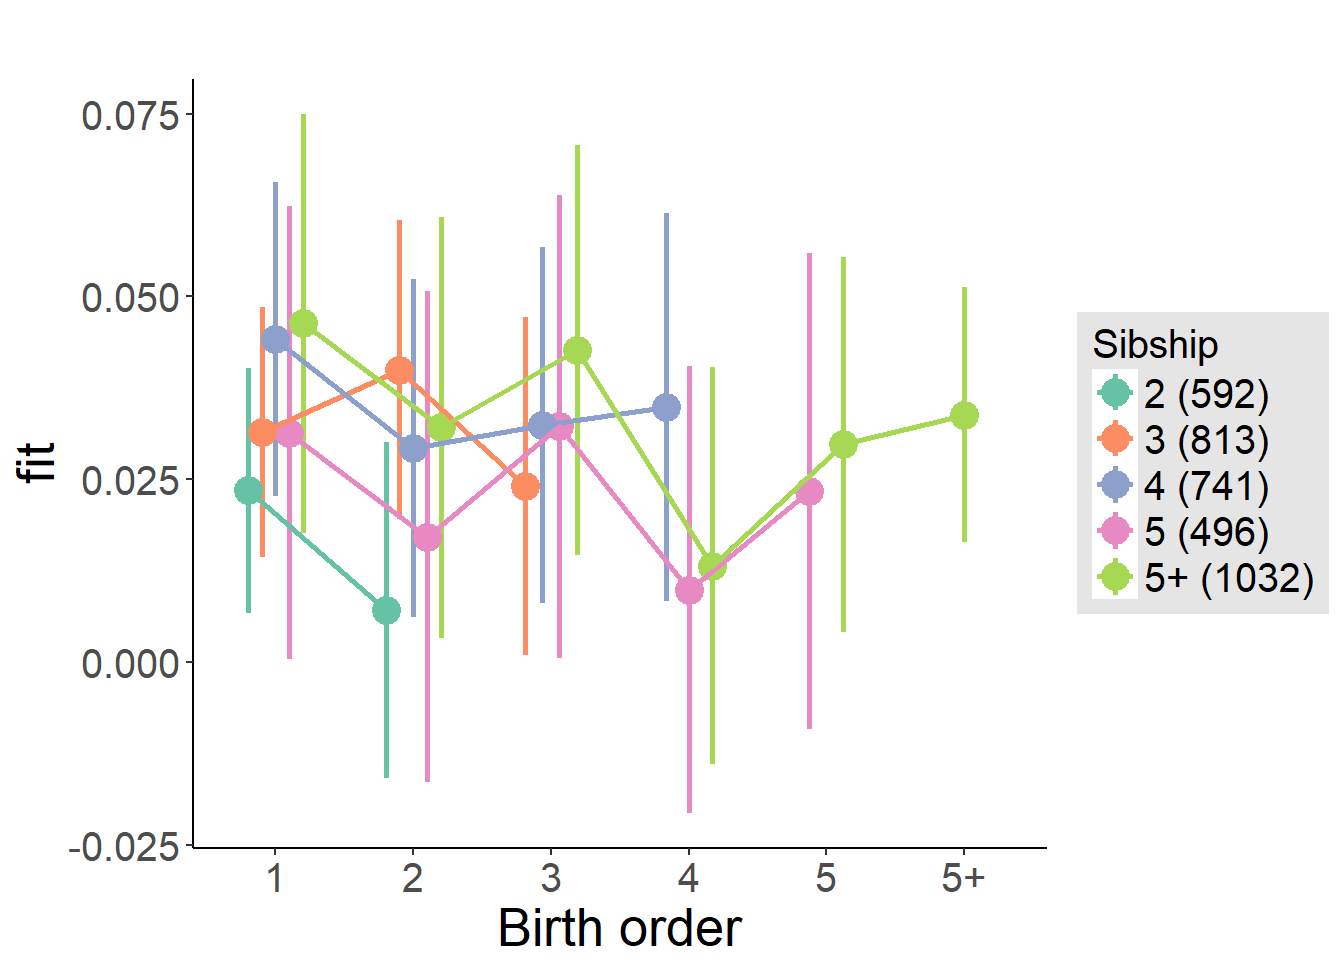 0.075
0.050
0.025
0.000
-0.025
fit
1 2 3 4 5 5+
Birth order
Sibship
2 (592)
3 (813)
4 (741)
5 (496)
5+ (1032)